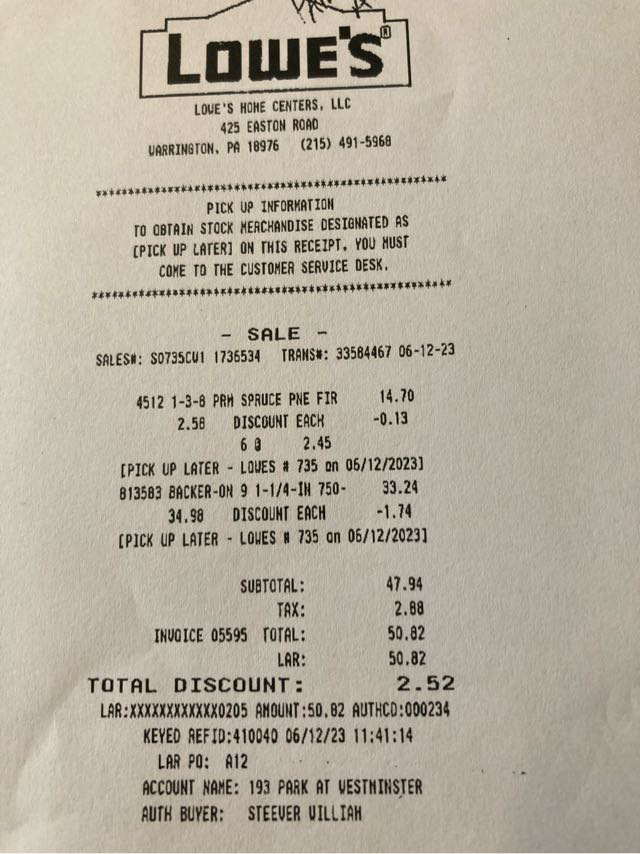 LOWE'S®
LOWE'S HOME CENTERS, LLC
425 EASTON ROAD
WARRINGTON, PA 18976 (215) 491-5968
PICK UP INFORMATION
TO OBTAIN STOCK MERCHANDISE DESIGNATED AS
[PICK UP LATER] ON THIS RECEIPT, YOU MUST
COME TO THE CUSTOMER SERVICE DESK.
- SALE -
SALES#: S0735CW1 1736534 TRANS#: 33584467 06-12-23
4512 1-3-8 PRM SPRUCE PNE FIR 14.70
2.58 DISCOUNT EACH -0.13
6 @ 2.45
[PICK UP LATER - LOWES # 735 on 06/12/2023]
813583 BACKER-ON 9 1-1/4-IN 750- 33.24
34.98 DISCOUNT EACH -1.74
[PICK UP LATER - LOWES # 735 on 06/12/2023]
SUBTOTAL: 47.94
TAX: 2.88
INVOICE 05595 TOTAL: 50.82
LAR: 50.82
TOTAL DISCOUNT: 2.52
LAR:XXXXXXXXXXXX0205 AMOUNT:50.82 AUTHCD:000234
KEYED REFID:410040 06/12/23 11:41:14
LAR PO: A12
ACCOUNT NAME: 193 PARK AT WESTMINSTER
AUTH BUYER: STEEVER WILLIAM